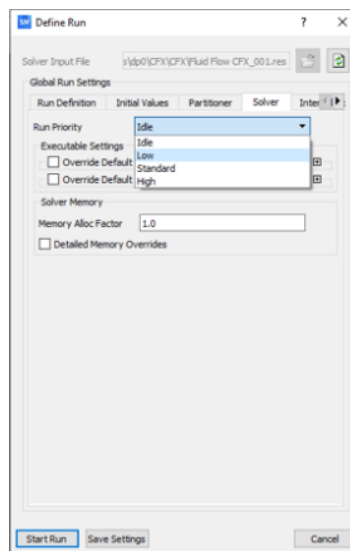 SM Define Run ? ×
Solver Input File s\dp0\CFX\CFX\Fluid Flow CFX_001.res
Global Run Settings
Run Definition Initial Values Partitioner Solver Inter
Run Priority Idle
Idle
Executable Settings
Low
Override Default
Standard
Override Default
High
Solver Memory
Memory Alloc Factor 1.0
Detailed Memory Overrides
Start Run Save Settings Cancel